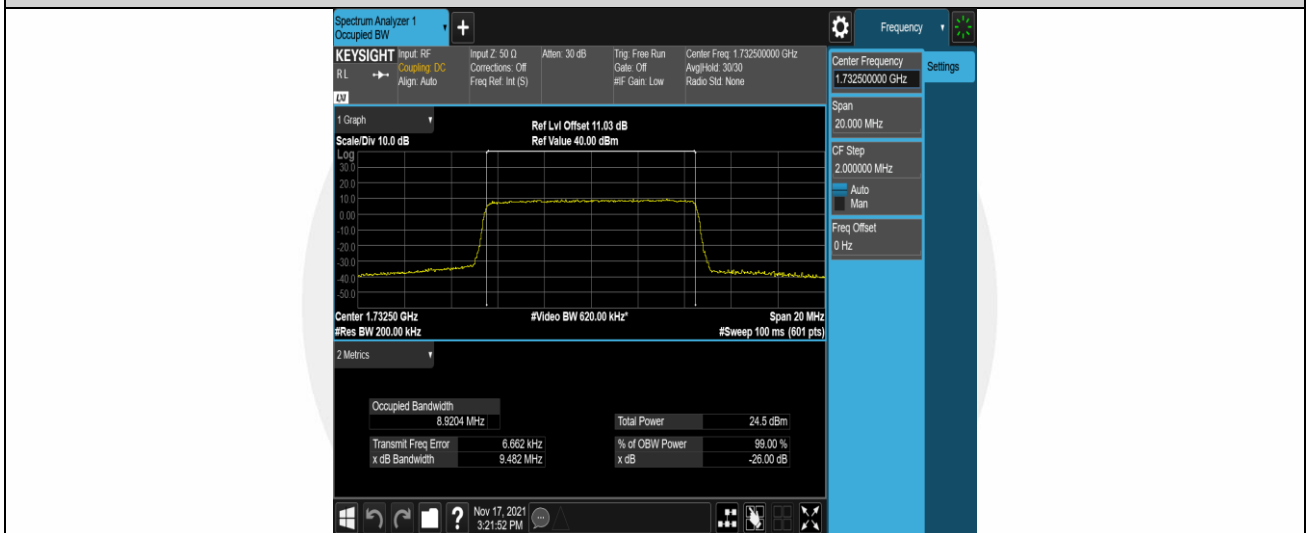 Spectrum Analyzer 1
Occupied BW
+
Frequency
KEYSIGHT
RL
LXI
Input: RF
Coupling: DC
Align: Auto
Input Z: 50 Ω
Corrections: Off
Freq Ref: Int (S)
Atten: 30 dB
Trig: Free Run
Gate: Off
#IF Gain: Low
Center Freq: 1.732500000 GHz
Avg|Hold: 30/30
Radio Std: None
Center Frequency
1.732500000 GHz
Settings
Span
20.000 MHz
CF Step
2.000000 MHz
Auto
Man
Freq Offset
0 Hz
1 Graph
Scale/Div 10.0 dB
Ref Lvl Offset 11.03 dB
Ref Value 40.00 dBm
Log
30.0
20.0
10.0
0.00
-10.0
-20.0
-30.0
-40.0
-50.0
Center 1.73250 GHz
#Video BW 620.00 kHz*
Span 20 MHz
#Res BW 200.00 kHz
#Sweep 100 ms (601 pts)
2 Metrics
Occupied Bandwidth
8.9204 MHz
Total Power 24.5 dBm
Transmit Freq Error 6.662 kHz
% of OBW Power 99.00 %
x dB Bandwidth 9.482 MHz
x dB -26.00 dB
?
Nov 17, 2021
3:21:52 PM